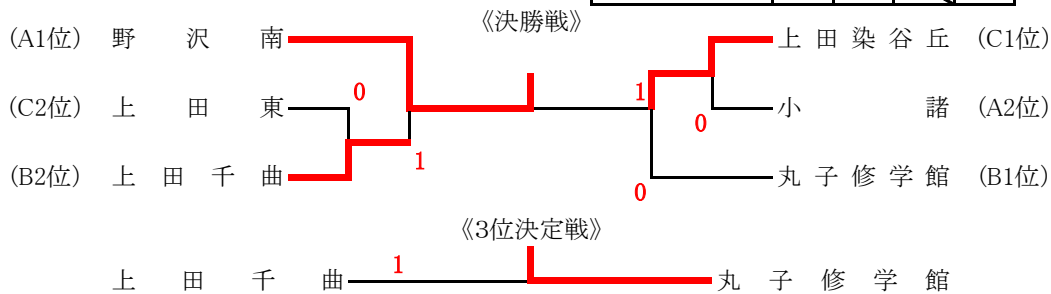 《決勝戦》
(A1位) 野沢南 上田染谷丘 (C1位)
0 1
(C2位) 上田東 小諸 (A2位)
0
1
(B2位) 上田千曲 丸子修学館 (B1位)
0
《3位決定戦》
1
上田千曲 丸子修学館